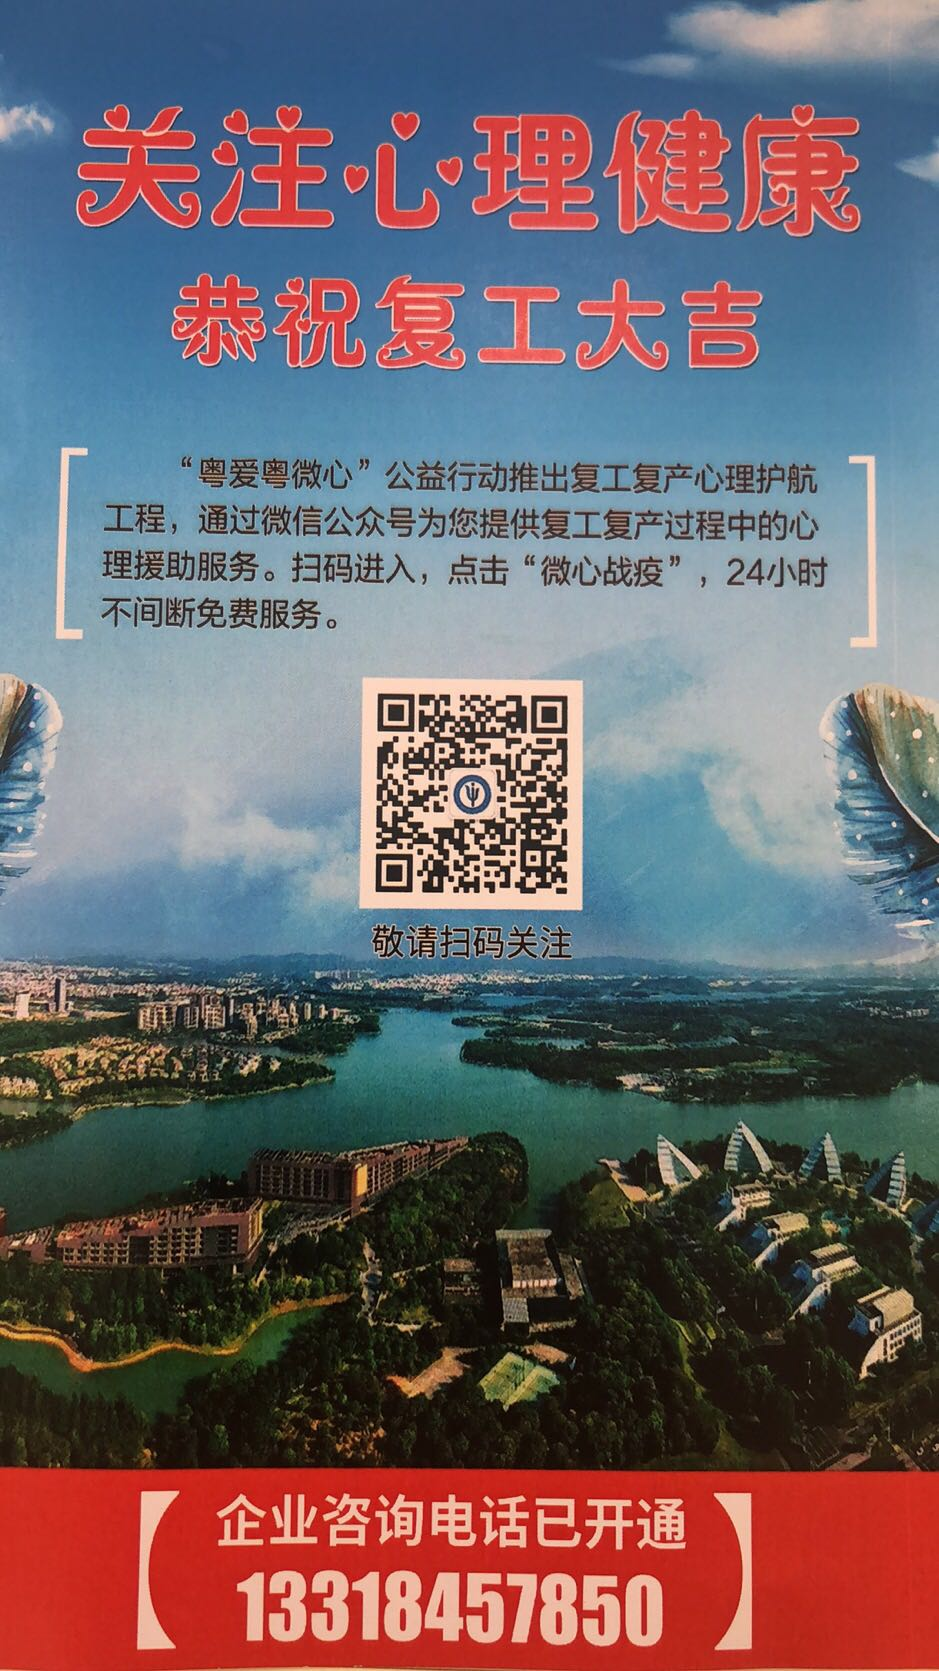 关注心理健康
恭祝复工大吉
“粤爱粤微心”公益行动推出复工复产心理护航
工程，通过微信公众号为您提供复工复产过程中的心
理援助服务。扫码进入，点击“微心战疫”，24小时
不间断免费服务。
敬请扫码关注
企业咨询电话已开通
13318457850